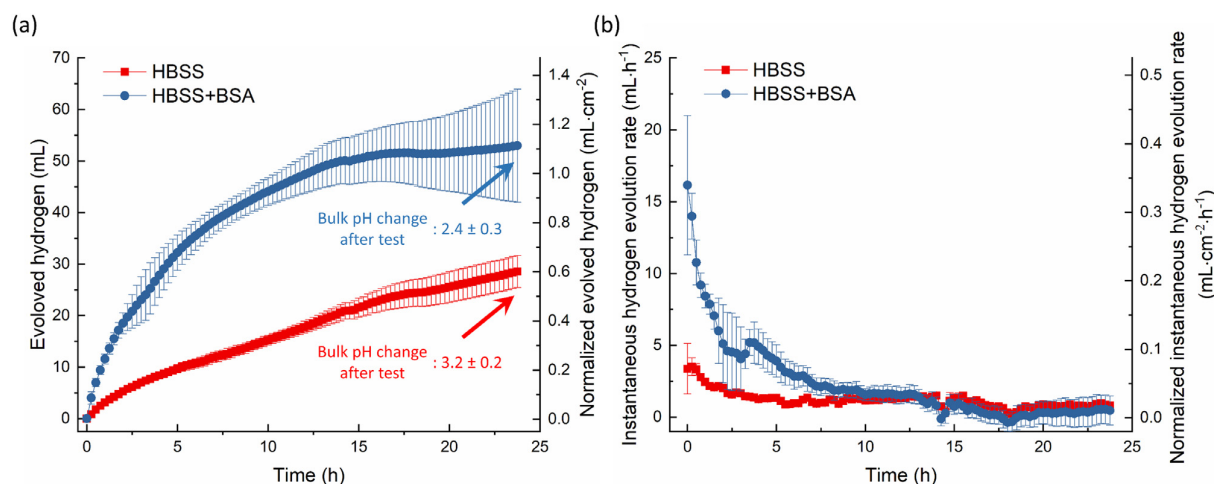 (a)
HBSS
HBSS+BSA
Evoloved hydrogen (mL)
70
60
50
40
30
20
10
0
Normalized evolved hydrogen (mL·cm-2)
1.4
1.2
1.0
0.8
0.6
0.4
0.2
0.0
Bulk pH change
after test
: 2.4 ± 0.3
Bulk pH change
after test
: 3.2 ± 0.2
0 5 10 15 20 25
Time (h)
(b)
HBSS
HBSS+BSA
Instantaneous hydrogen evolution rate (mL·h-1)
25
20
15
10
5
0
Normalized instantaneous hydrogen evolution rate
(mL·cm-2·h-1)
0.5
0.4
0.3
0.2
0.1
0.0
0 5 10 15 20 25
Time (h)